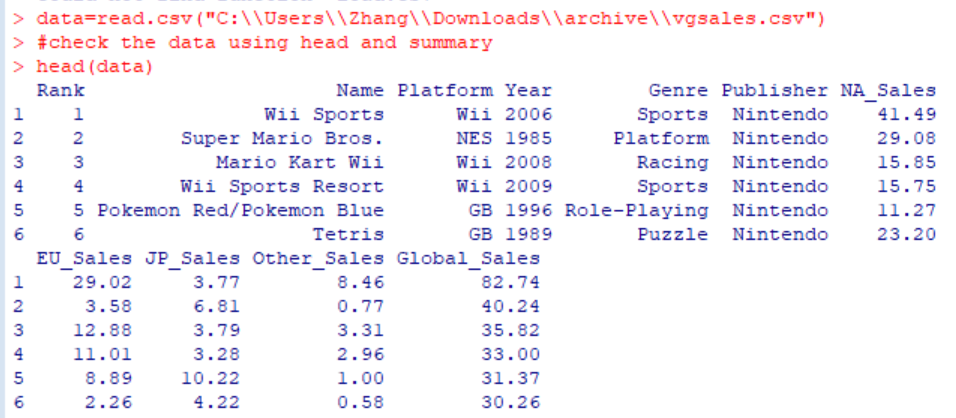 > data=read.csv("C:\\Users\\Zhang\\Downloads\\archive\\vgsales.csv")
> #check the data using head and summary
> head(data)
  Rank                     Name Platform Year        Genre Publisher NA_Sales
1    1               Wii Sports      Wii 2006       Sports  Nintendo    41.49
2    2        Super Mario Bros.      NES 1985     Platform  Nintendo    29.08
3    3           Mario Kart Wii      Wii 2008       Racing  Nintendo    15.85
4    4        Wii Sports Resort      Wii 2009       Sports  Nintendo    15.75
5    5 Pokemon Red/Pokemon Blue       GB 1996 Role-Playing  Nintendo    11.27
6    6                   Tetris       GB 1989       Puzzle  Nintendo    23.20
  EU_Sales JP_Sales Other_Sales Global_Sales
1    29.02     3.77        8.46        82.74
2     3.58     6.81        0.77        40.24
3    12.88     3.79        3.31        35.82
4    11.01     3.28        2.96        33.00
5     8.89    10.22        1.00        31.37
6     2.26     4.22        0.58        30.26